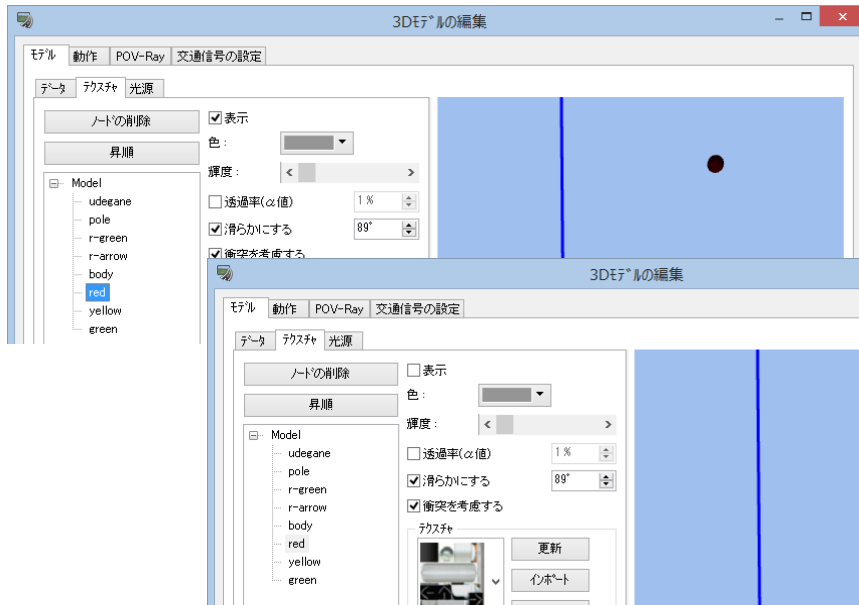 3Dﾓﾃﾞﾙの編集
ﾓﾃﾞﾙ 動作 POV-Ray 交通信号の設定
ﾃﾞｰﾀ ﾃｸｽﾁｬ 光源
ﾉｰﾄﾞの削除
昇順
Model
udegane
pole
r-green
r-arrow
body
red
yellow
green
表示
色：
輝度：
透過率(α値) 1 %
滑らかにする 89°
衝突を考慮する
3Dﾓﾃﾞﾙの編集
ﾓﾃﾞﾙ 動作 POV-Ray 交通信号の設定
ﾃﾞｰﾀ ﾃｸｽﾁｬ 光源
ﾉｰﾄﾞの削除
昇順
Model
udegane
pole
r-green
r-arrow
body
red
yellow
green
表示
色：
輝度：
透過率(α値) 1 %
滑らかにする 89°
衝突を考慮する
ﾃｸｽﾁｬ
更新
ｲﾝﾎﾟｰﾄ